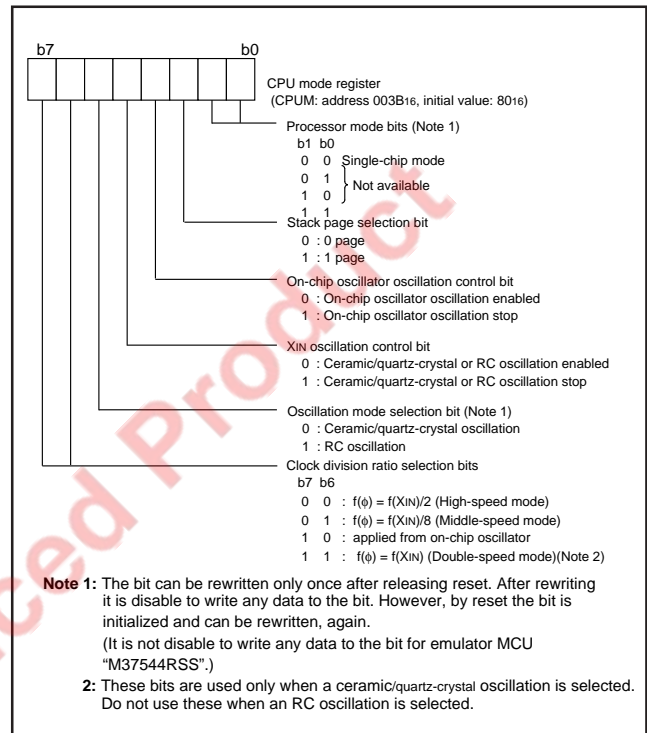 b7 b0
CPU mode register
(CPUM: address 003B16, initial value: 8016)
Processor mode bits (Note 1)
b1 b0
0 0 Single-chip mode
0 1
1 0 Not available
1 1
Stack page selection bit
0 : 0 page
1 : 1 page
On-chip oscillator oscillation control bit
0 : On-chip oscillator oscillation enabled
1 : On-chip oscillator oscillation stop
XIN oscillation control bit
0 : Ceramic/quartz-crystal or RC oscillation enabled
1 : Ceramic/quartz-crystal or RC oscillation stop
Oscillation mode selection bit (Note 1)
0 : Ceramic/quartz-crystal oscillation
1 : RC oscillation
Clock division ratio selection bits
b7 b6
0 0 : f(φ) = f(XIN)/2 (High-speed mode)
0 1 : f(φ) = f(XIN)/8 (Middle-speed mode)
1 0 : applied from on-chip oscillator
1 1 : f(φ) = f(XIN) (Double-speed mode)(Note 2)
Note 1: The bit can be rewritten only once after releasing reset. After rewriting
it is disable to write any data to the bit. However, by reset the bit is
initialized and can be rewritten, again.
(It is not disable to write any data to the bit for emulator MCU
“M37544RSS”.)
2: These bits are used only when a ceramic/quartz-crystal oscillation is selected.
Do not use these when an RC oscillation is selected.
ced Product